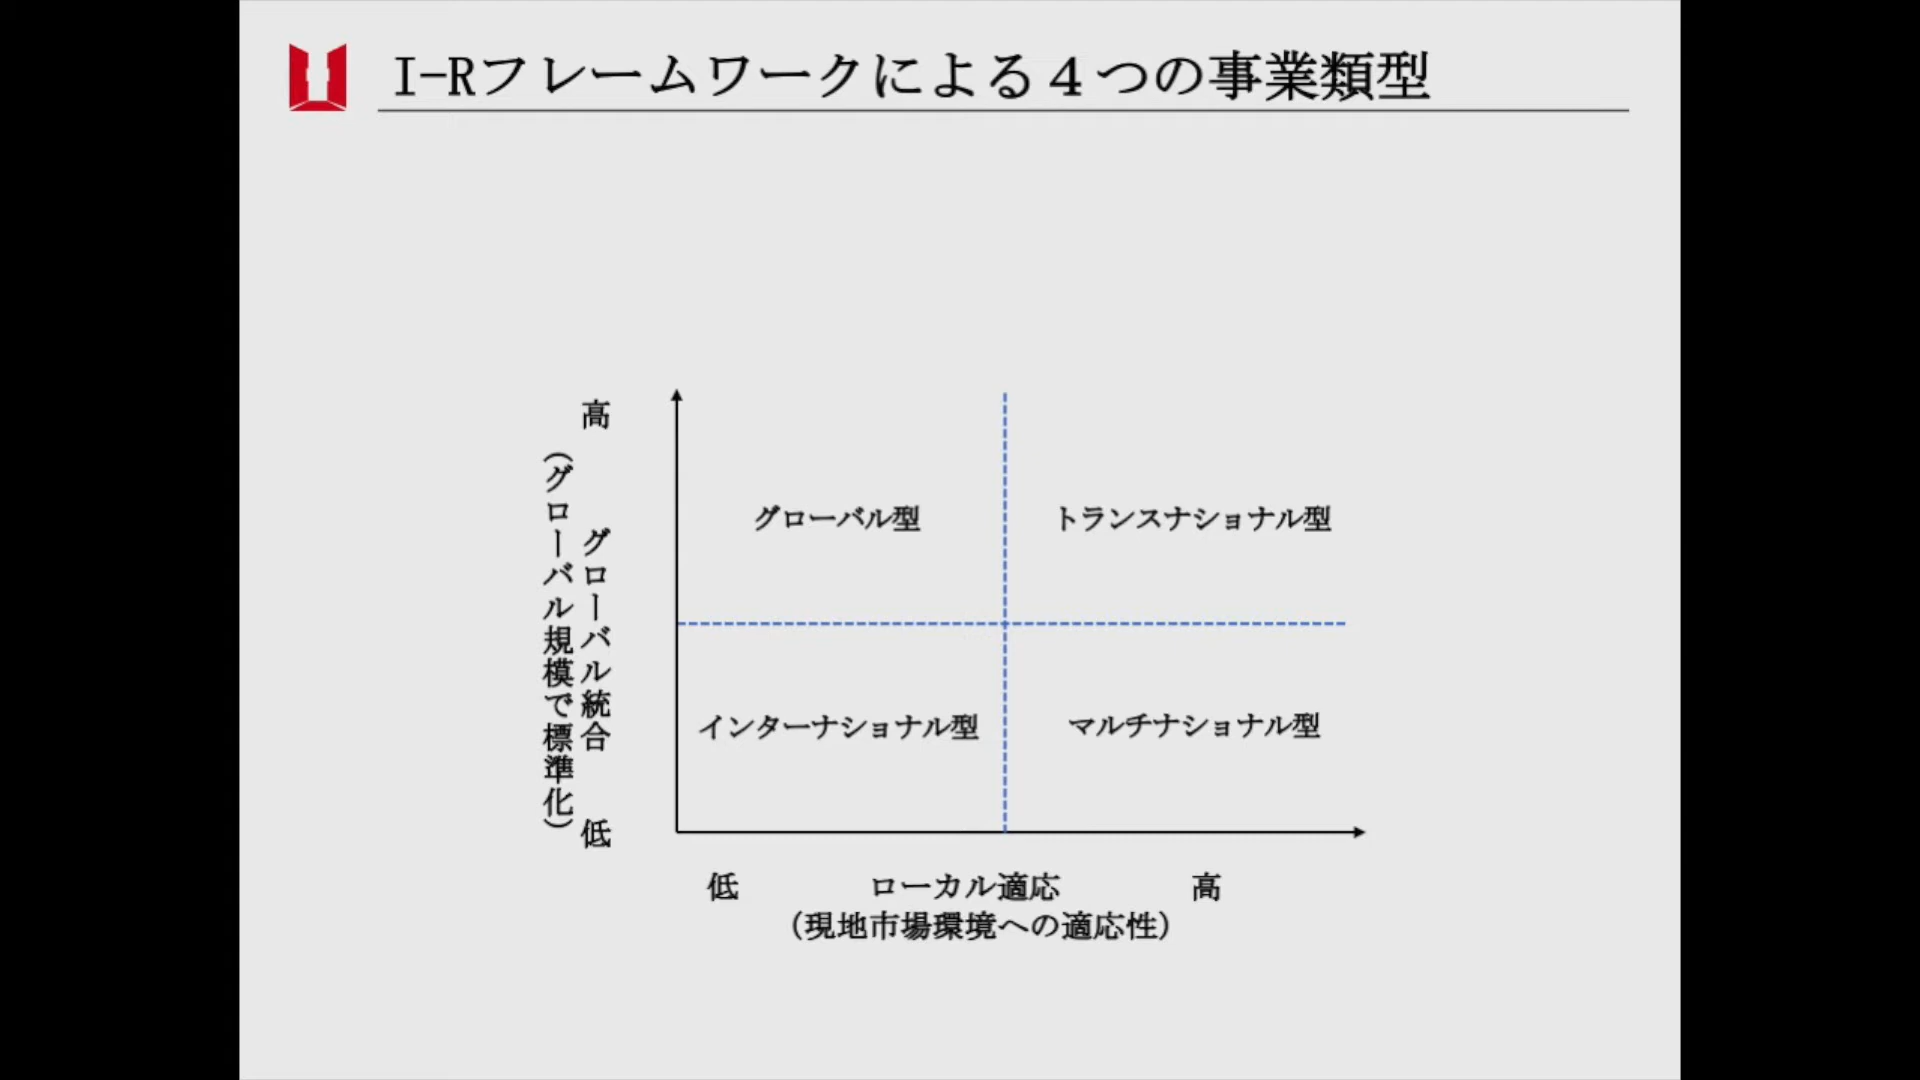 I-Rフレームワークによる４つの事業類型
高
グローバル統合
（グローバル規模で標準化）
低
グローバル型
トランスナショナル型
インターナショナル型
マルチナショナル型
低 ローカル適応 高
（現地市場環境への適応性）